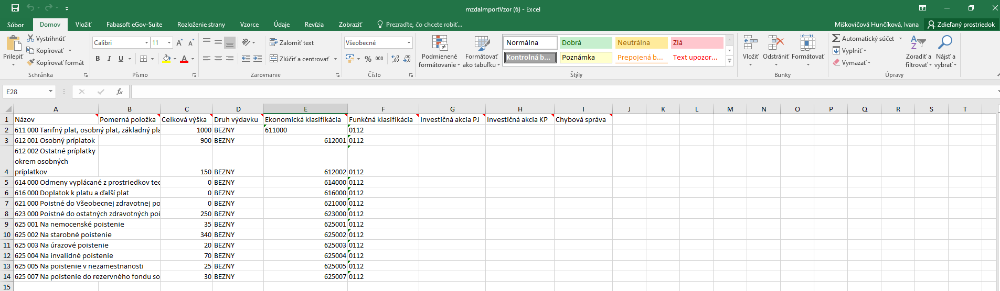 mzdaImportVzor (6) - Excel
Súbor Domov Vložiť Fabasoft eGov-Suite Rozloženie strany Vzorce Údaje Revízia Zobraziť Prezraďte, čo chcete robiť... Miškovičová Hunčíková, Ivana Zdieľaný prostriedok
Prilepiť
Vystrihnúť
Kopírovať
Kopírovať formát
Schránka
Calibri 11
B I U
Písmo
Zalomiť text
Zlúčiť a centrovať
Zarovnanie
Všeobecné
% 000
Číslo
Podmienené formátovanie
Formátovať ako tabuľku
Normálna Dobrá Neutrálna Zlá
Kontrolná b... Poznámka Prepojená b... Text upozor...
Štýly
Vložiť Odstrániť Formátovať
Bunky
Automatický súčet
Vyplniť
Vymazať
Zoradiť a filtrovať
Nájsť a vybrať
Úpravy
E28 fx
A B C D E F G H I J K L M N O P Q R S T
1 Názov Pomerná položka Celková výška Druh výdavku Ekonomická klasifikácia Funkčná klasifikácia Investičná akcia PJ Investičná akcia KP Chybová správa
2 611 000 Tarifný plat, osobný plat, základný pla 1000 BEZNY 611000 0112
3 612 001 Osobný príplatok 900 BEZNY 612001 0112
612 002 Ostatné príplatky
okrem osobných
4 príplatkov 150 BEZNY 612002 0112
5 614 000 Odmeny vyplácané z prostriedkov tec 0 BEZNY 614000 0112
6 616 000 Doplatok k platu a ďalší plat 0 BEZNY 616000 0112
7 621 000 Poistné do Všeobecnej zdravotnej po 0 BEZNY 621000 0112
8 623 000 Poistné do ostatných zdravotných poi 250 BEZNY 623000 0112
9 625 001 Na nemocenské poistenie 35 BEZNY 625001 0112
10 625 002 Na starobné poistenie 340 BEZNY 625002 0112
11 625 003 Na úrazové poistenie 20 BEZNY 625003 0112
12 625 004 Na invalidné poistenie 70 BEZNY 625004 0112
13 625 005 Na poistenie v nezamestnanosti 25 BEZNY 625005 0112
14 625 007 Na poistenie do rezervného fondu so 30 BEZNY 625007 0112
15